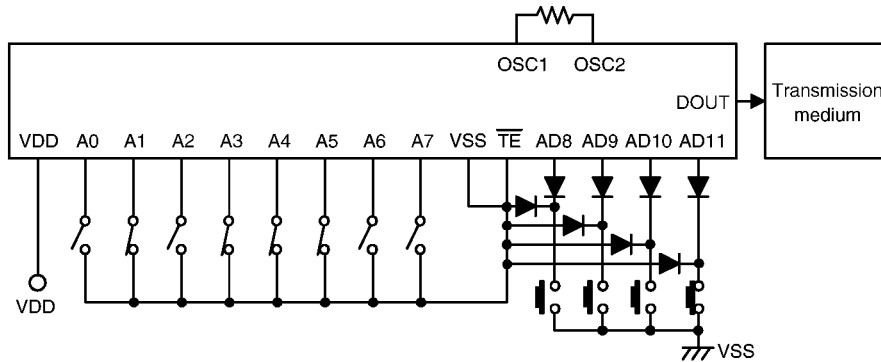 OSC1 OSC2
DOUT
Transmission
medium
VDD A0 A1 A2 A3 A4 A5 A6 A7 VSS TE AD8 AD9 AD10 AD11
VDD
VSS